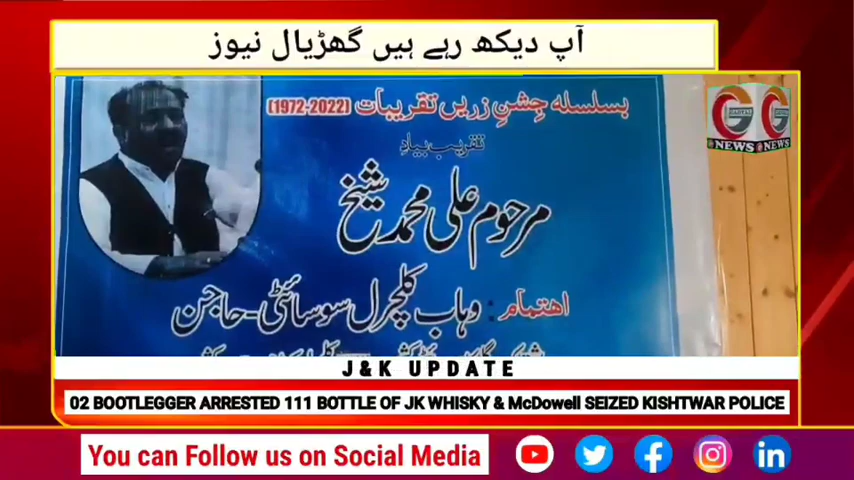 آپ دیکھ رہے ہیں گھڑیال نیوز
بسلسلہ جشنِ زریں تقریبات (1972-2022)
تقریب بیاد
مرحوم علی محمد شیخ
اھتمام : وہاب کلچرل سوسائٹی-حاجن
G NEWS G NEWS
J&K UPDATE
02 BOOTLEGGER ARRESTED 111 BOTTLE OF JK WHISKY & McDowell SEIZED KISHTWAR POLICE
You can Follow us on Social Media